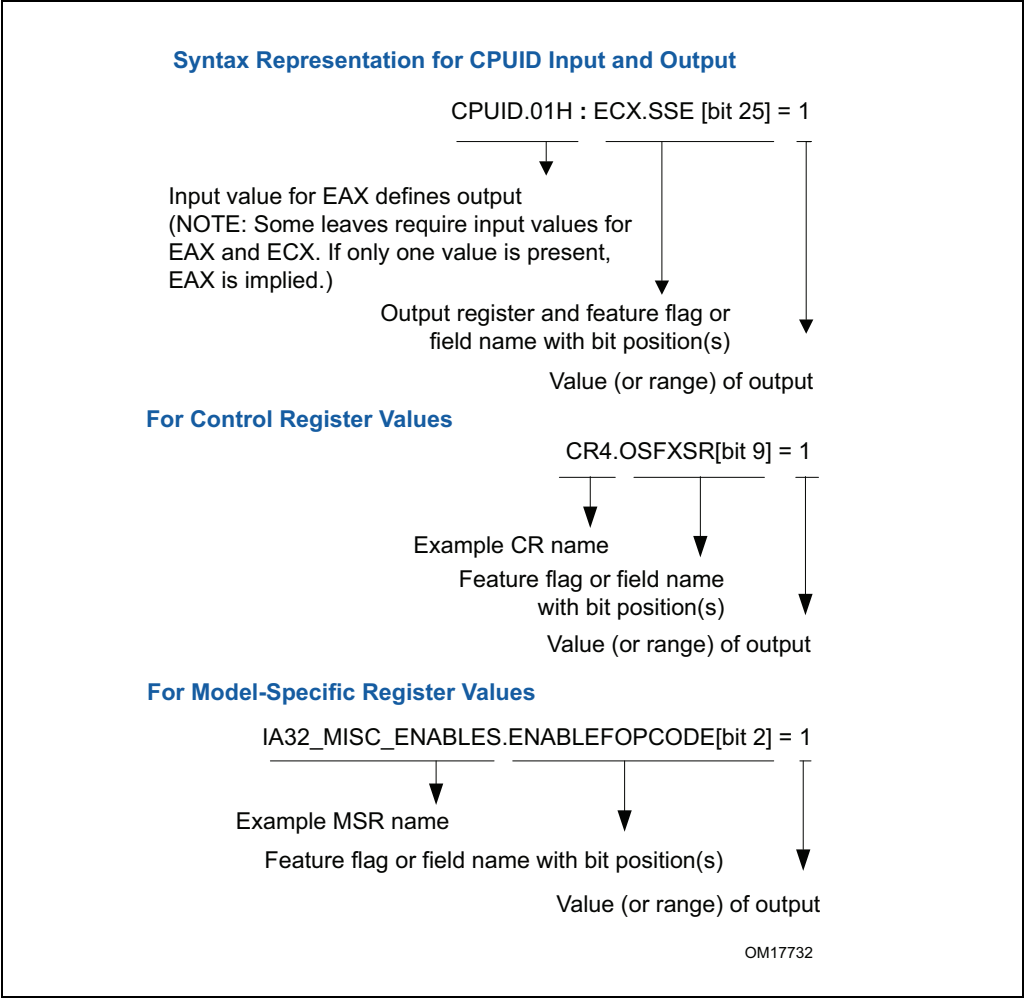 Syntax Representation for CPUID Input and Output
CPUID.01H : ECX.SSE [bit 25] = 1
Input value for EAX defines output
(NOTE: Some leaves require input values for
EAX and ECX. If only one value is present,
EAX is implied.)
Output register and feature flag or
field name with bit position(s)
Value (or range) of output
For Control Register Values
CR4.OSFXSR[bit 9] = 1
Example CR name
Feature flag or field name
with bit position(s)
Value (or range) of output
For Model-Specific Register Values
IA32_MISC_ENABLES.ENABLEFOPCODE[bit 2] = 1
Example MSR name
Feature flag or field name with bit position(s)
Value (or range) of output
OM17732